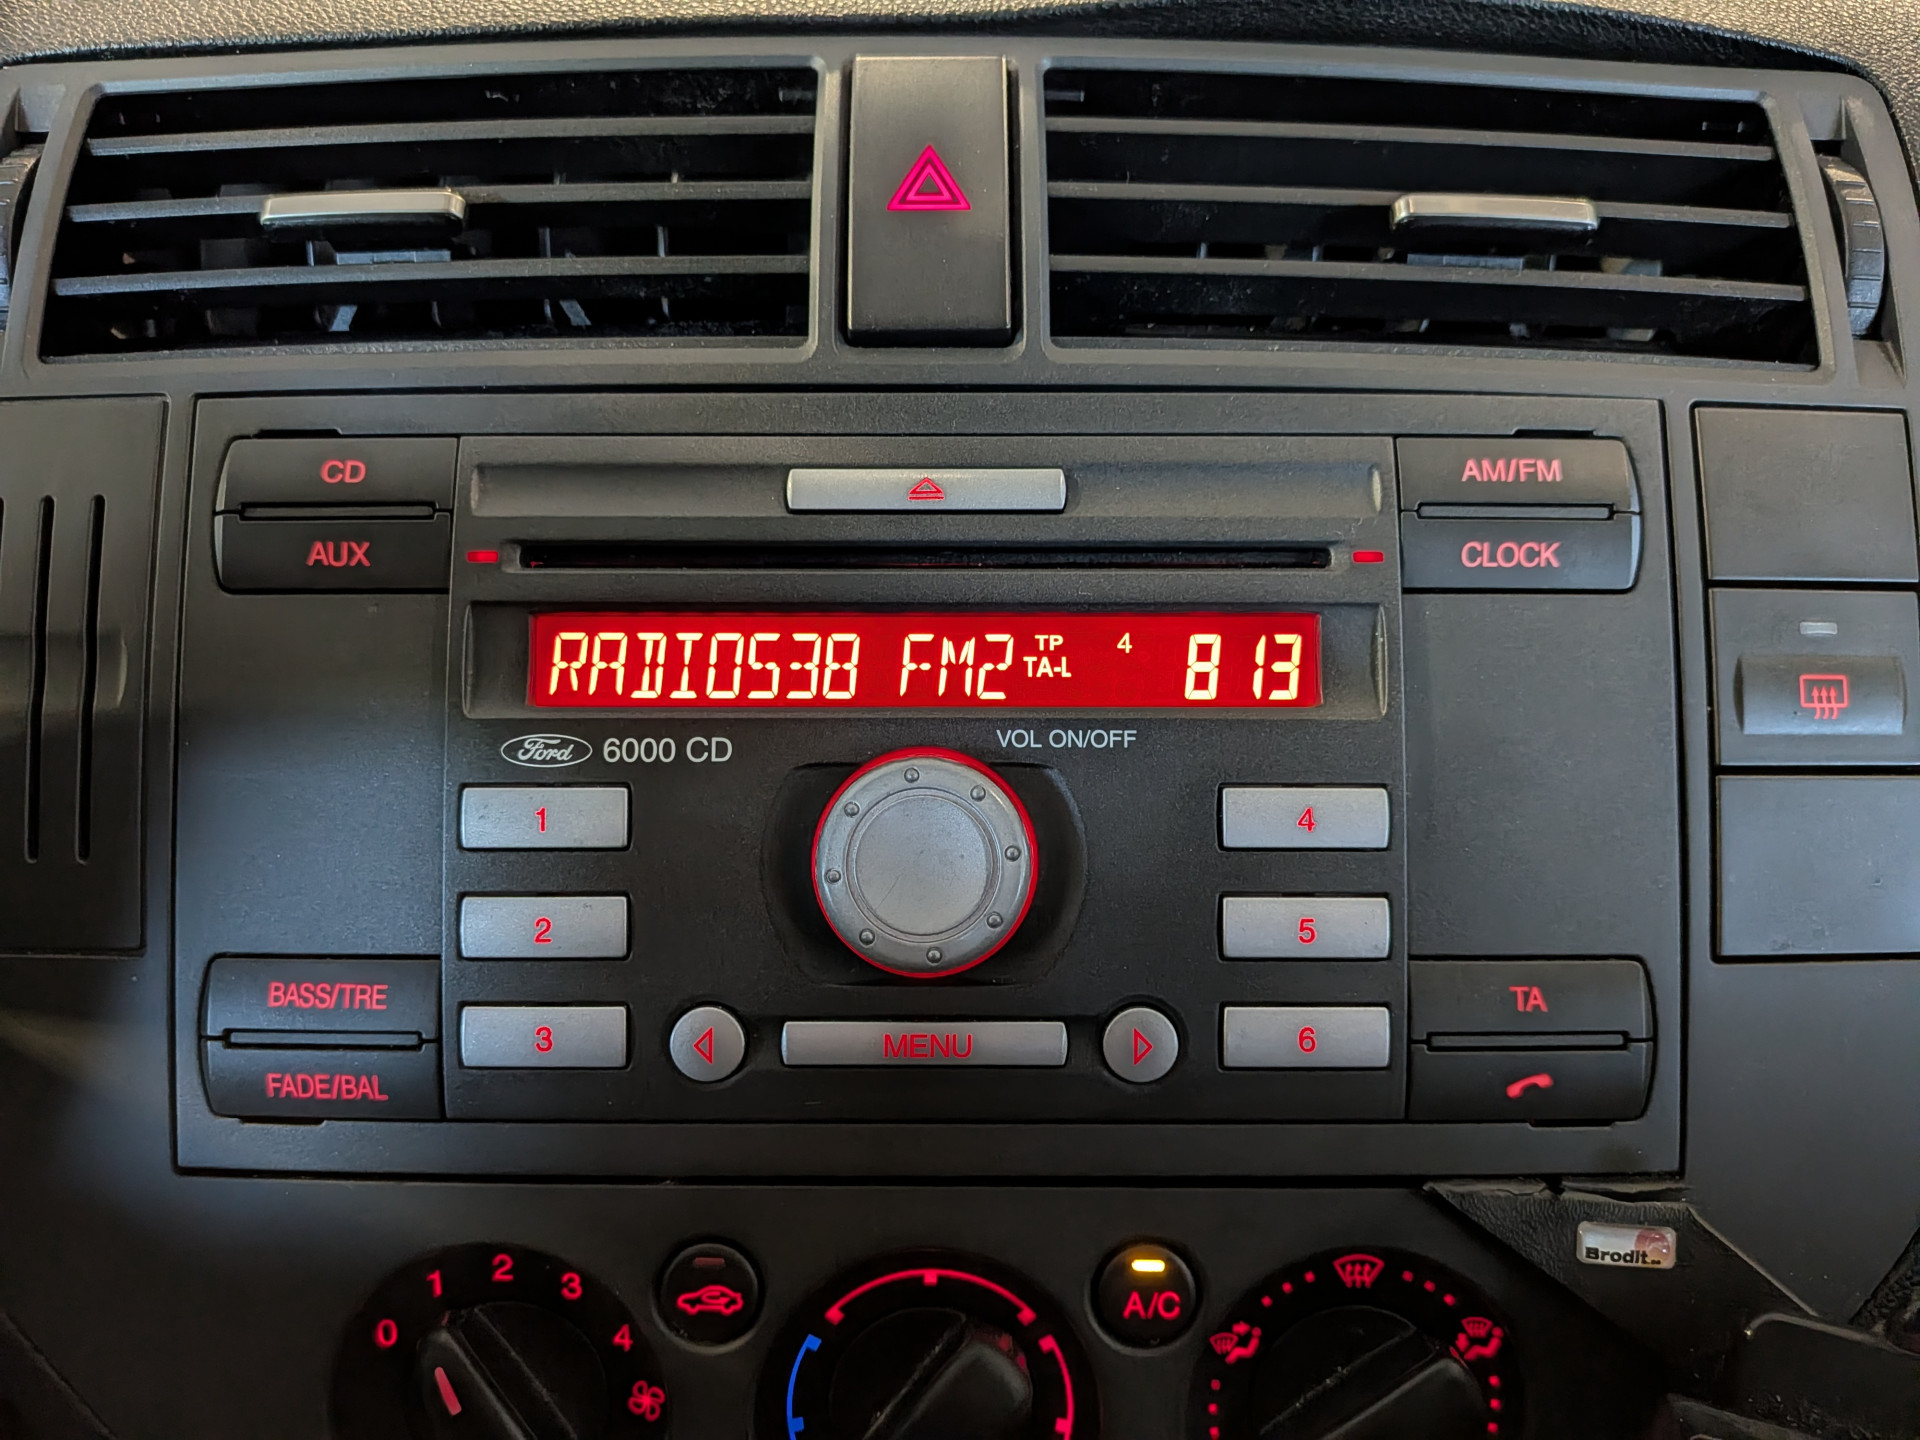 CD
AUX
AM/FM
CLOCK
RADIO538 FM2 TP TA-L 4 8 13
Ford 6000 CD
VOL ON/OFF
1
4
2
5
3
6
MENU
BASS/TRE
FADE/BAL
TA
Brodit
0 1 2 3 4
A/C